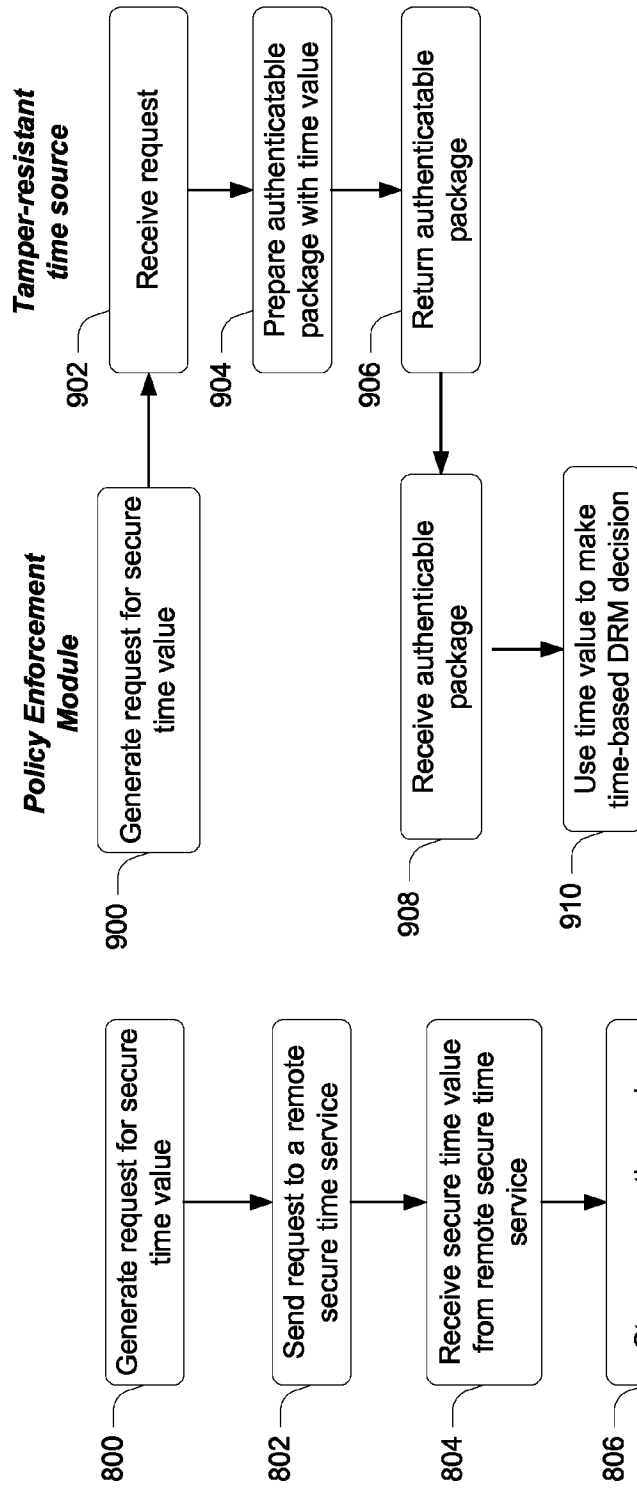 800
Generate request for secure
time value
802
Send request to a remote
secure time service
804
Receive secure time value
from remote secure time
service
806
Policy Enforcement
Module
Tamper-resistant
time source
900
Generate request for secure
time value
902
Receive request
904
Prepare authenticatable
package with time value
906
Return authenticatable
package
908
Receive authenticable
package
910
Use time value to make
time-based DRM decision